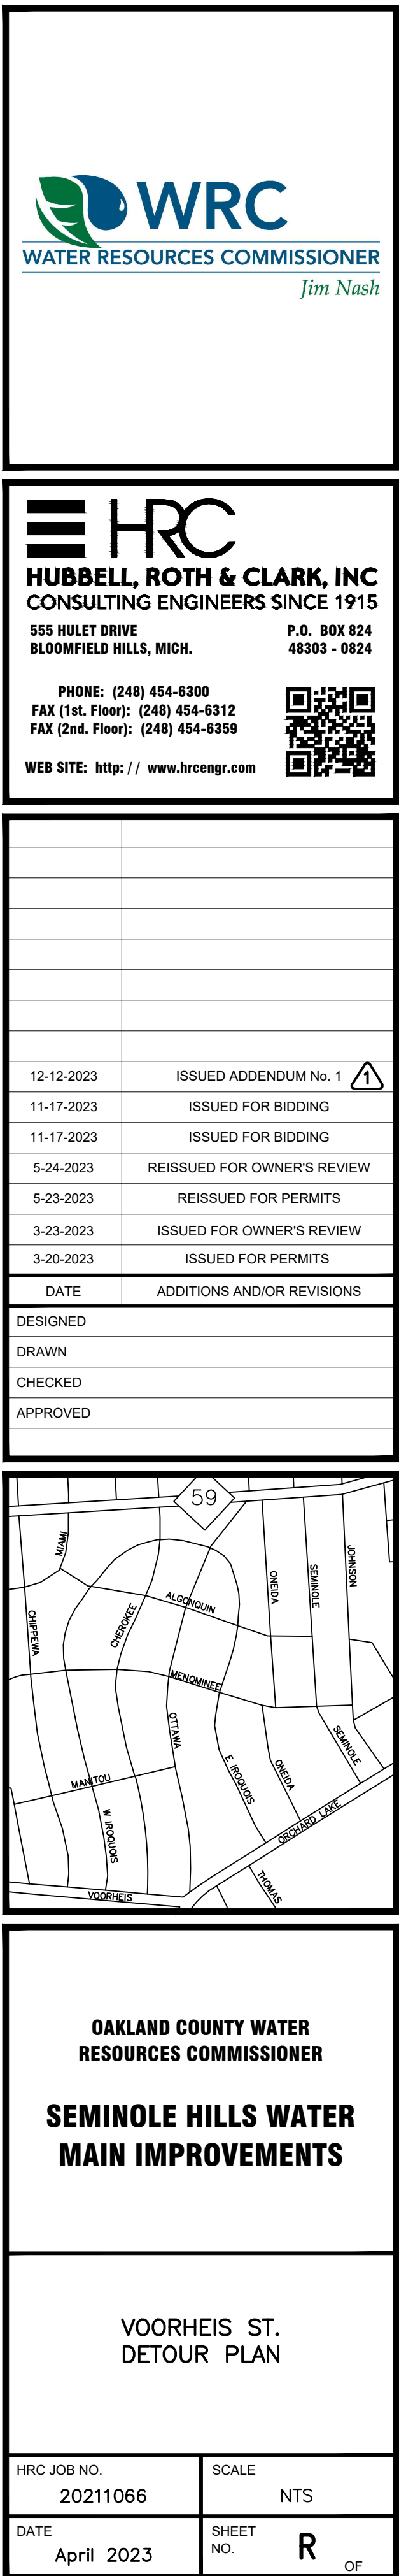 WRC
WATER RESOURCES COMMISSIONER
Jim Nash
HRC
HUBBELL, ROTH & CLARK, INC
CONSULTING ENGINEERS SINCE 1915
555 HULET DRIVE P.O. BOX 824
BLOOMFIELD HILLS, MICH. 48303 - 0824
PHONE: (248) 454-6300
FAX (1st. Floor): (248) 454-6312
FAX (2nd. Floor): (248) 454-6359
WEB SITE: http: / / www.hrcengr.com
12-12-2023 ISSUED ADDENDUM No. 1 1
11-17-2023 ISSUED FOR BIDDING
11-17-2023 ISSUED FOR BIDDING
5-24-2023 REISSUED FOR OWNER'S REVIEW
5-23-2023 REISSUED FOR PERMITS
3-23-2023 ISSUED FOR OWNER'S REVIEW
3-20-2023 ISSUED FOR PERMITS
DATE ADDITIONS AND/OR REVISIONS
DESIGNED
DRAWN
CHECKED
APPROVED
59
MIAMI
JOHNSON
ONEIDA
SEMINOLE
ALGONQUIN
CHIPPEWA
CHEROKEE
MENOMINEE
OTTAWA
SEMINOLE
E IROQUOIS
ONEIDA
MANITOU
W IROQUOIS
ORCHARD LAKE
THOMAS
VOORHEIS
OAKLAND COUNTY WATER
RESOURCES COMMISSIONER
SEMINOLE HILLS WATER
MAIN IMPROVEMENTS
VOORHEIS ST.
DETOUR PLAN
HRC JOB NO. SCALE
20211066 NTS
DATE SHEET
NO. R
April 2023 OF